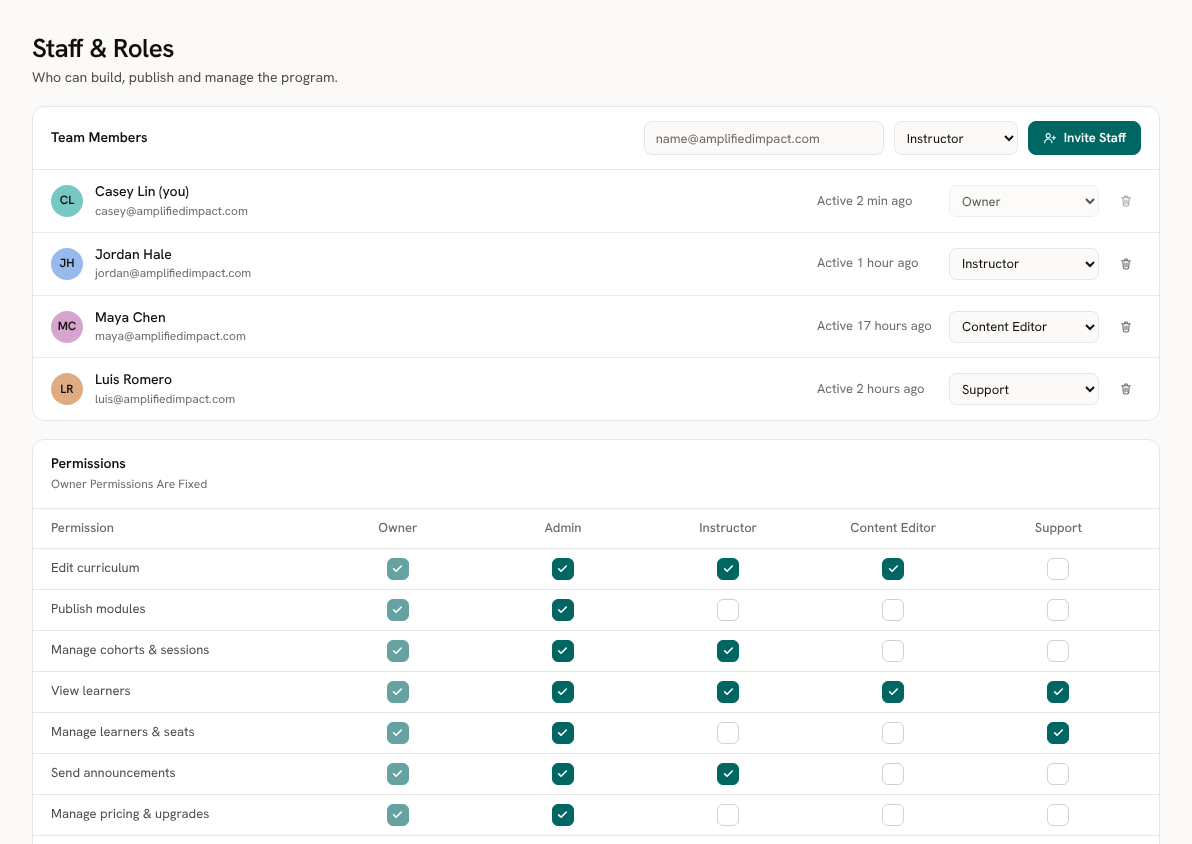 Staff & Roles
Who can build, publish and manage the program.
Team Members
name@amplifiedimpact.com
Instructor
Invite Staff
CL
Casey Lin (you)
casey@amplifiedimpact.com
Active 2 min ago
Owner
JH
Jordan Hale
jordan@amplifiedimpact.com
Active 1 hour ago
Instructor
MC
Maya Chen
maya@amplifiedimpact.com
Active 17 hours ago
Content Editor
LR
Luis Romero
luis@amplifiedimpact.com
Active 2 hours ago
Support
Permissions
Owner Permissions Are Fixed
Permission Owner Admin Instructor Content Editor Support
Edit curriculum
Publish modules
Manage cohorts & sessions
View learners
Manage learners & seats
Send announcements
Manage pricing & upgrades